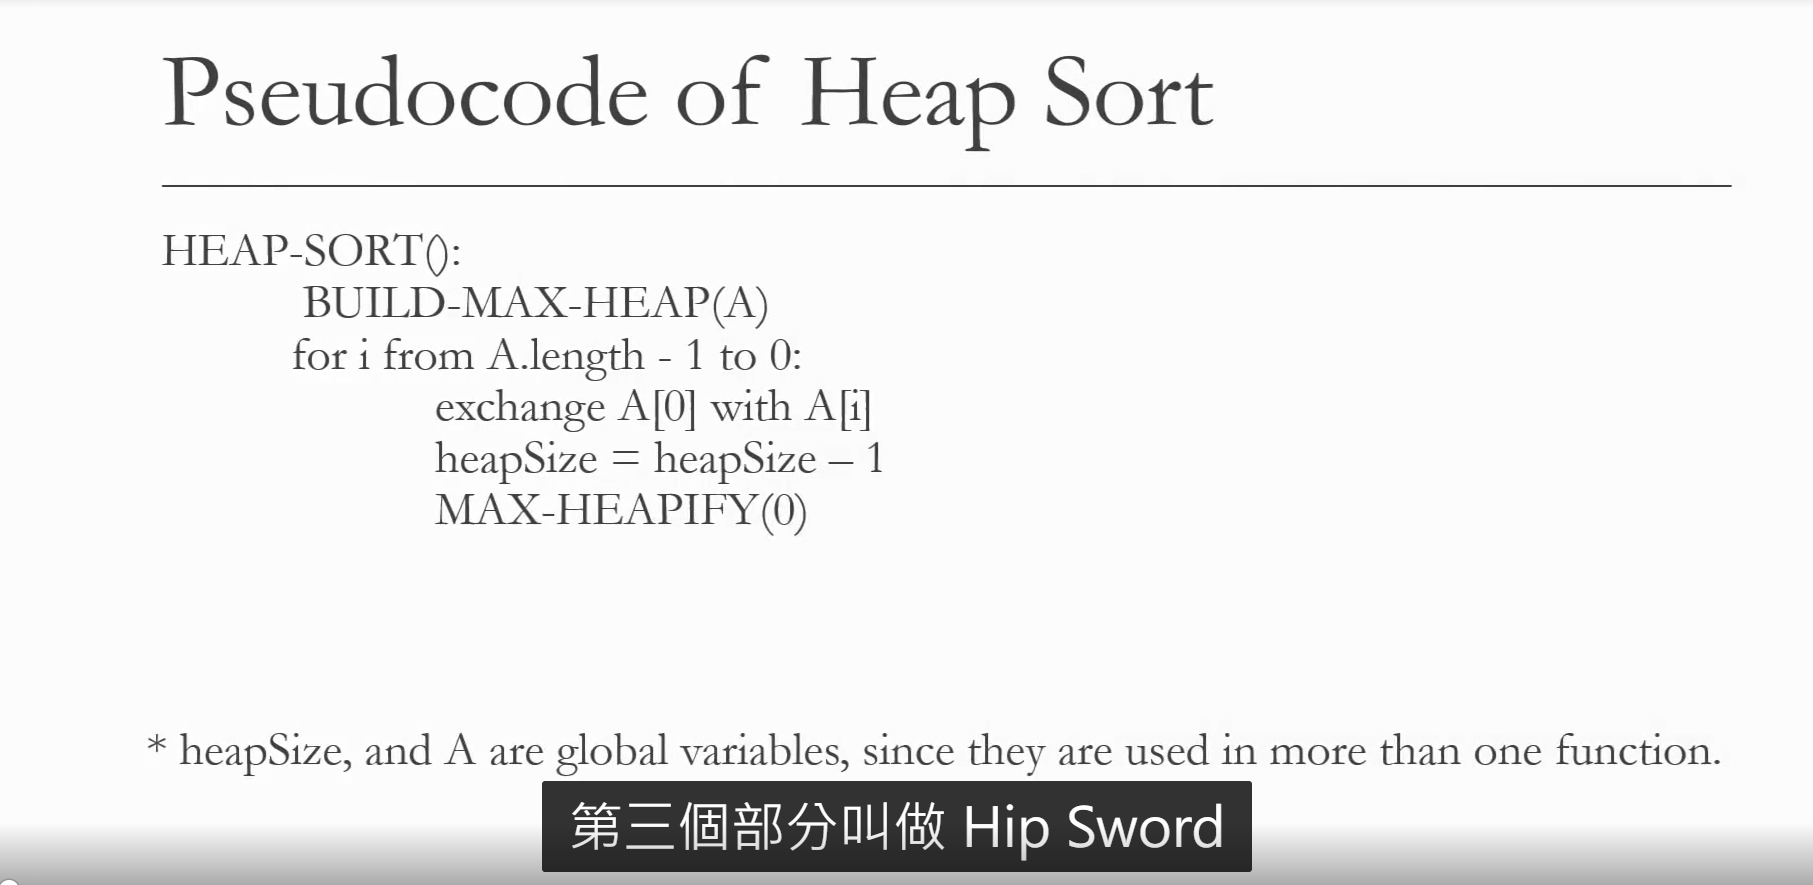 Pseudocode of Heap Sort
HEAP-SORT():
BUILD-MAX-HEAP(A)
for i from A.length - 1 to 0:
exchange A[0] with A[i]
heapSize = heapSize – 1
MAX-HEAPIFY(0)
* heapSize, and A are global variables, since they are used in more than one function.
第三個部分叫做 Hip Sword